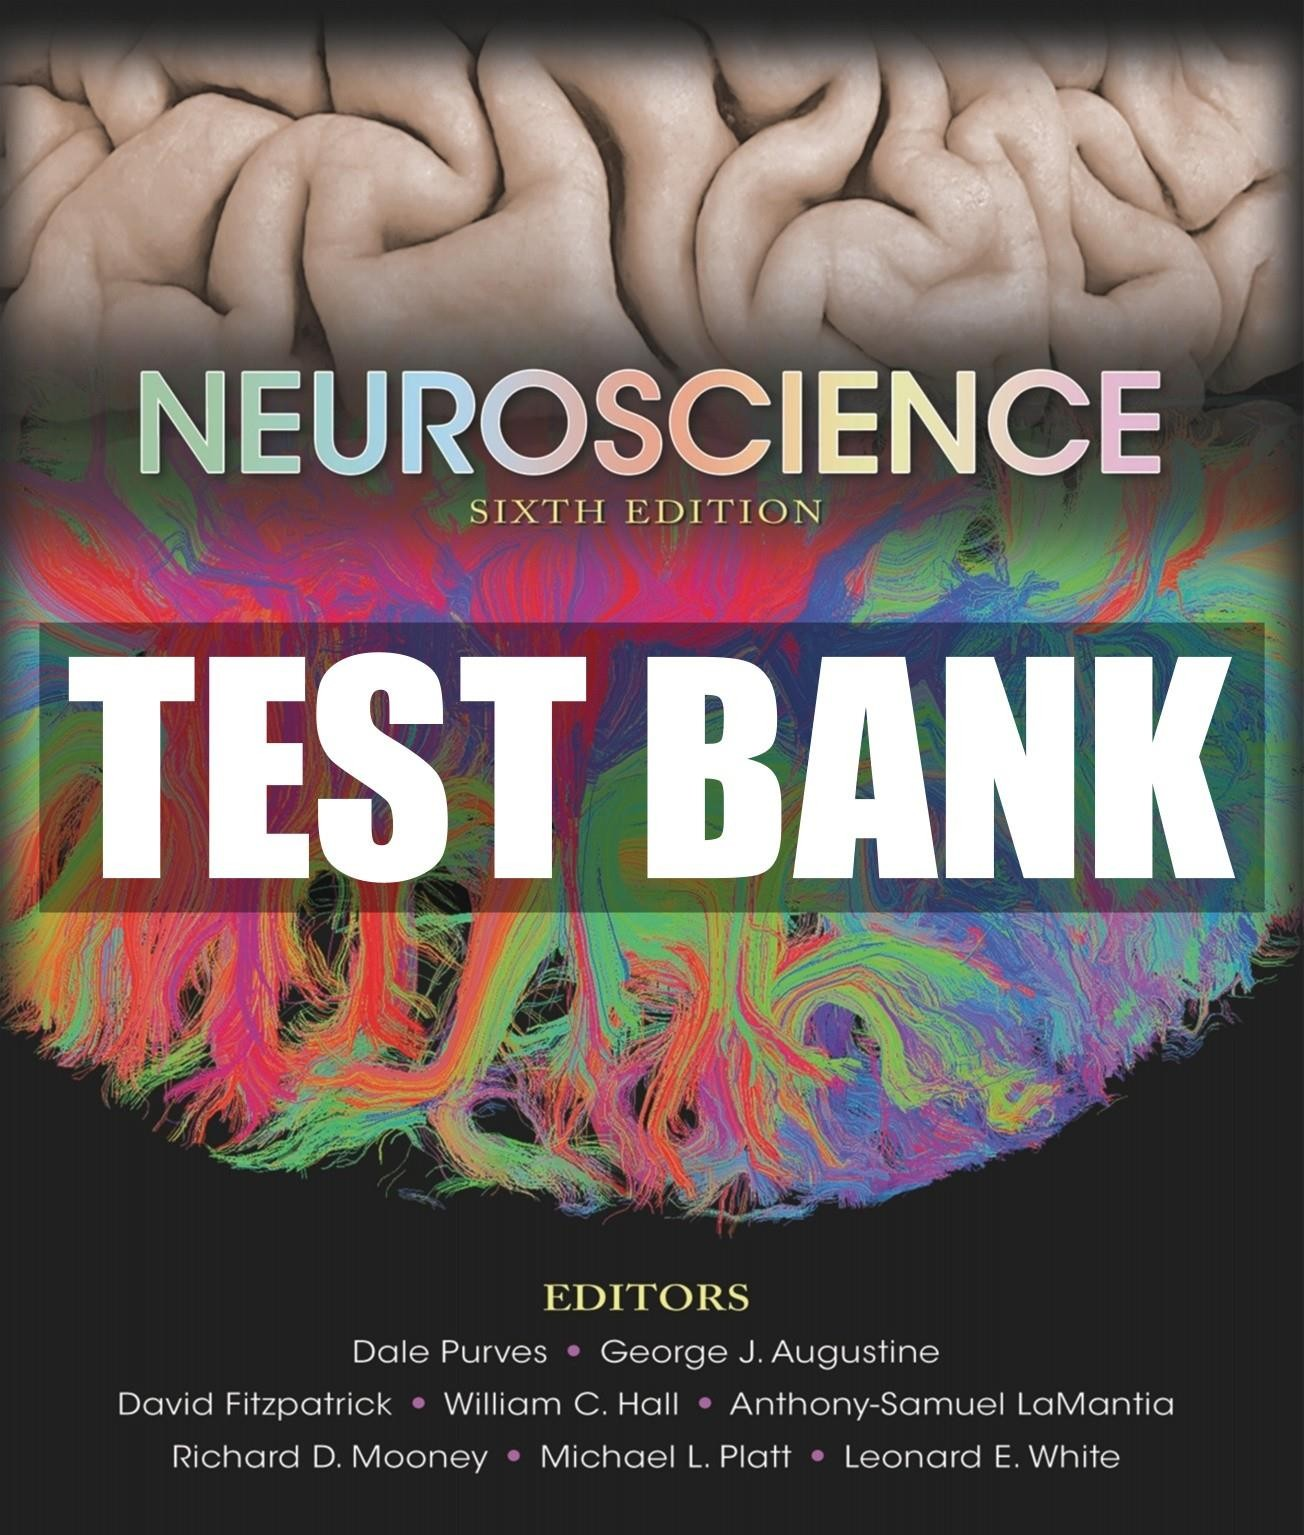 NEUROSCIENCE
SIXTH EDITION
TEST BANK
EDITORS
Dale Purves • George J. Augustine
David Fitzpatrick • William C. Hall • Anthony-Samuel LaMantia
Richard D. Mooney • Michael L. Platt • Leonard E. White